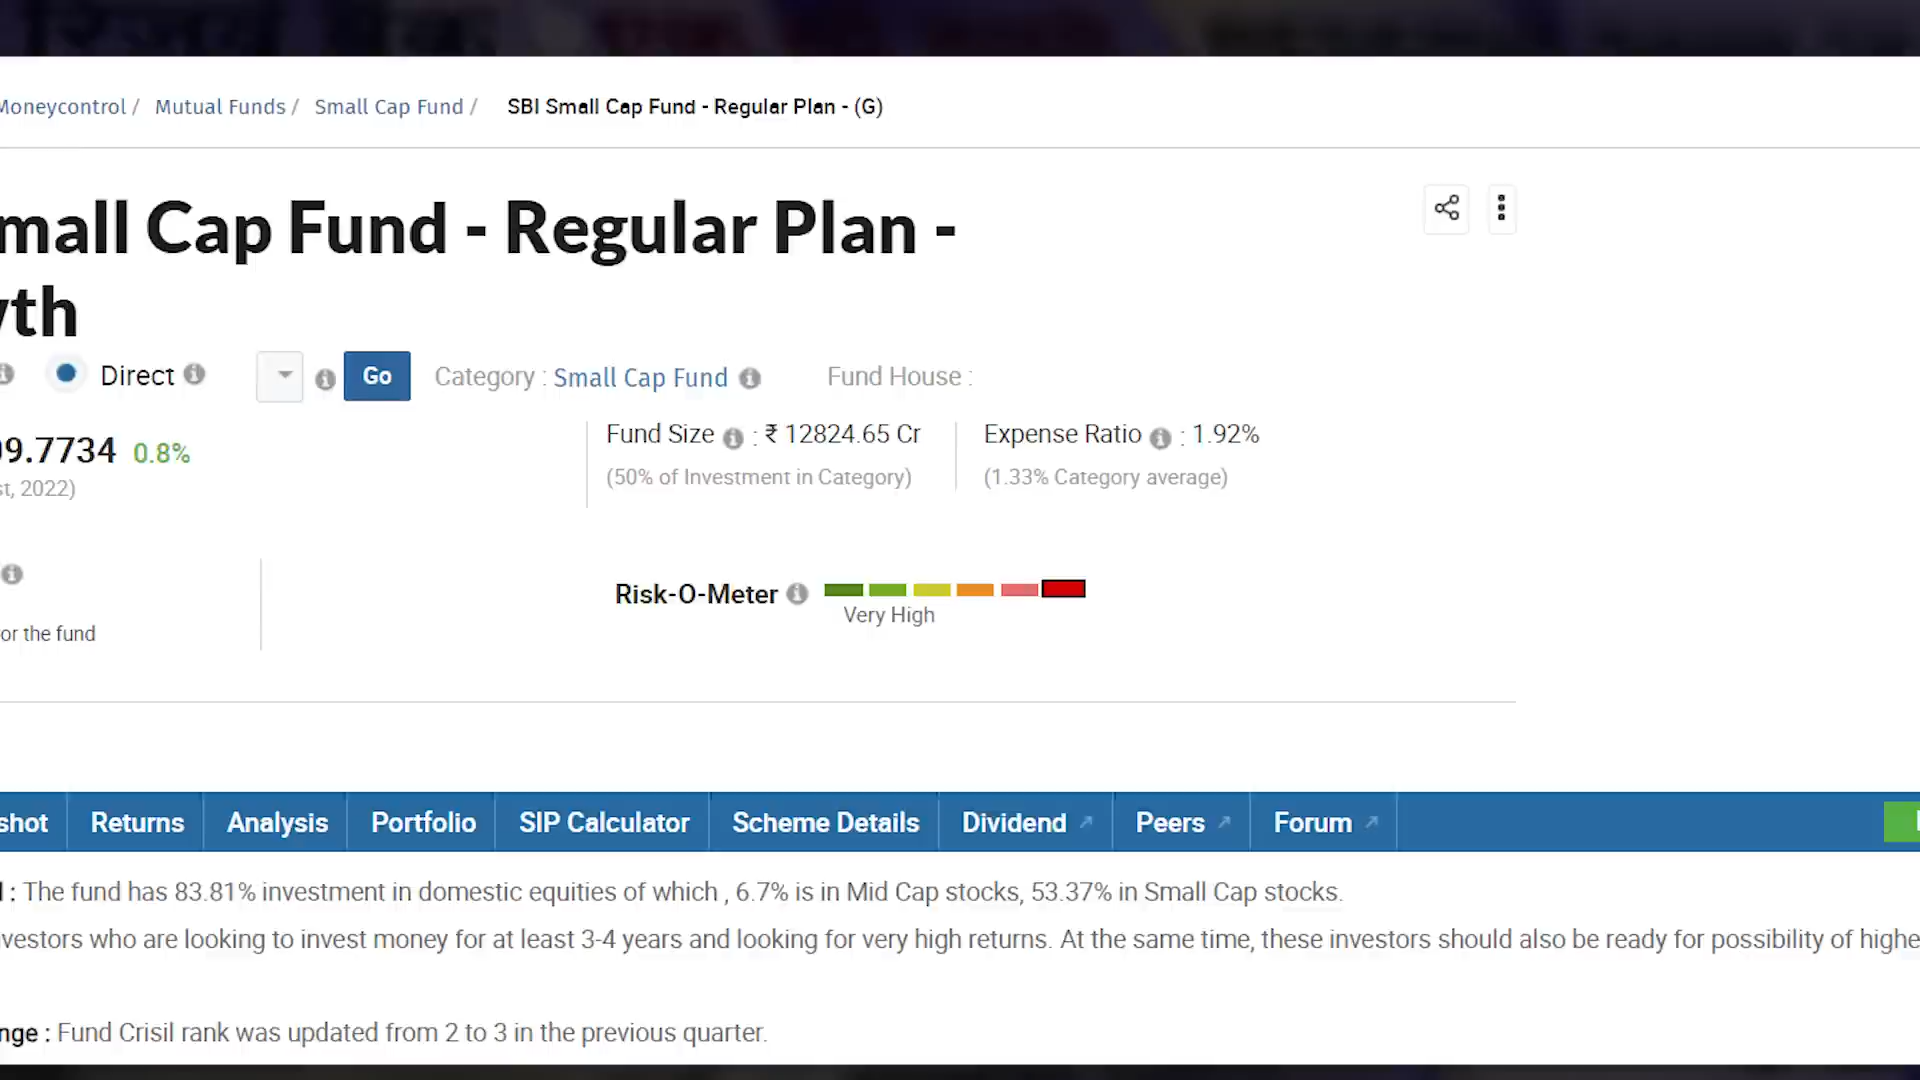 Moneycontrol / Mutual Funds / Small Cap Fund / SBI Small Cap Fund - Regular Plan - (G)
mall Cap Fund - Regular Plan -
wth
Direct Go Category : Small Cap Fund Fund House :
99.7734 0.8% Fund Size : ₹ 12824.65 Cr Expense Ratio : 1.92%
st, 2022) (50% of Investment in Category) (1.33% Category average)
Risk-O-Meter
Very High
or the fund
shot Returns Analysis Portfolio SIP Calculator Scheme Details Dividend Peers Forum
: The fund has 83.81% investment in domestic equities of which , 6.7% is in Mid Cap stocks, 53.37% in Small Cap stocks.
vestors who are looking to invest money for at least 3-4 years and looking for very high returns. At the same time, these investors should also be ready for possibility of highe
nge : Fund Crisil rank was updated from 2 to 3 in the previous quarter.